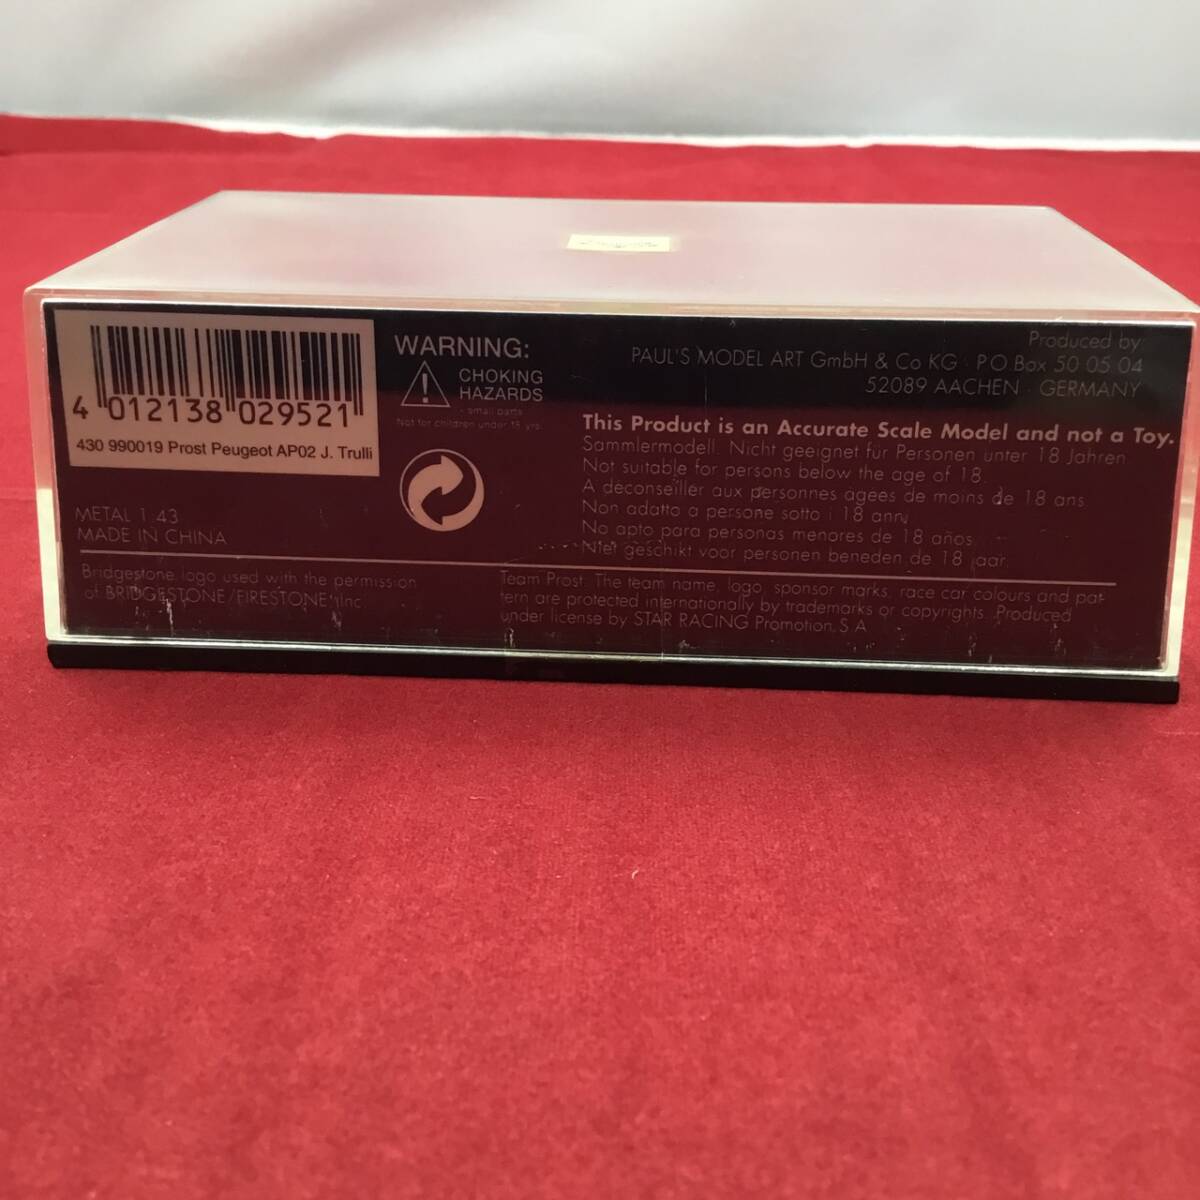 4 012138 029521
430 990019 Prost Peugeot AP02 J. Trulli
WARNING:
CHOKING
HAZARDS
- small parts
Not for children under 18 yrs.
Produced by:
PAUL'S MODEL ART GmbH & Co KG · P.O.Box 50 05 04
52089 AACHEN · GERMANY
This Product is an Accurate Scale Model and not a Toy.
Sammlermodell. Nicht geeignet für Personen unter 18 Jahren
Not suitable for persons below the age of 18.
A deconseiller aux personnes agees de moins de 18 ans
Non adatto a persone sotto i 18 anni
No apto para personas menores de 18 años
Niet geschikt voor personen beneden de 18 jaar.
METAL 1:43
MADE IN CHINA
Bridgestone logo used with the permission
of BRIDGESTONE/FIRESTONE, Inc
Team Prost. The team name, logo, sponsor marks, race car colours and pat-
tern are protected internationally by trademarks or copyrights. Produced
under license by STAR RACING Promotion, S.A